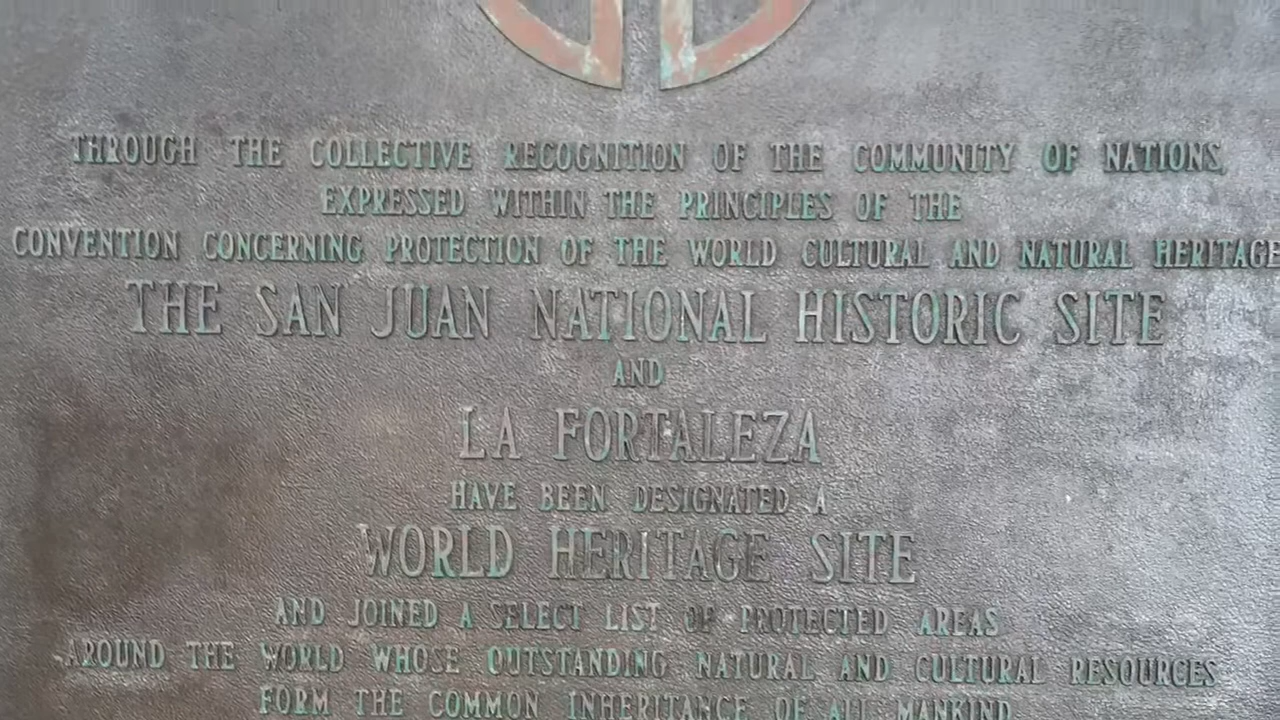 THROUGH THE COLLECTIVE RECOGNITION OF THE COMMUNITY OF NATIONS,
EXPRESSED WITHIN THE PRINCIPLES OF THE
CONVENTION CONCERNING PROTECTION OF THE WORLD CULTURAL AND NATURAL HERITAGE
THE SAN JUAN NATIONAL HISTORIC SITE
AND
LA FORTALEZA
HAVE BEEN DESIGNATED A
WORLD HERITAGE SITE
AND JOINED A SELECT LIST OF PROTECTED AREAS
AROUND THE WORLD WHOSE OUTSTANDING NATURAL AND CULTURAL RESOURCES
FORM THE COMMON INHERITANCE OF ALL MANKIND